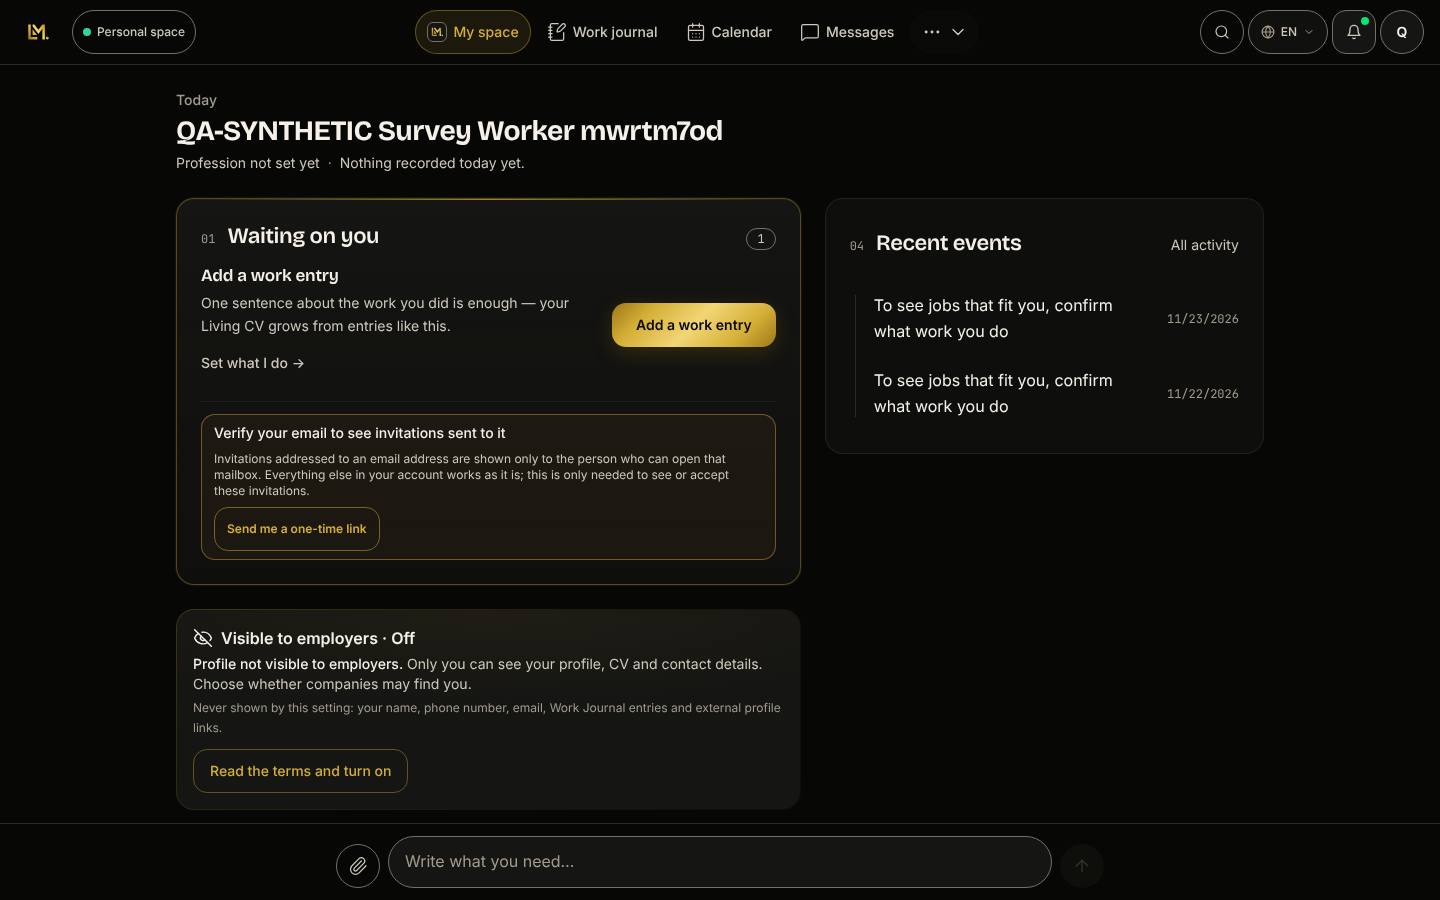 LM.
Personal space
My space
Work journal
Calendar
Messages
EN
Q
Today
QA-SYNTHETIC Survey Worker mwrtm7od
Profession not set yet · Nothing recorded today yet.
01 Waiting on you
1
Add a work entry
One sentence about the work you did is enough — your
Living CV grows from entries like this.
Add a work entry
Set what I do →
Verify your email to see invitations sent to it
Invitations addressed to an email address are shown only to the person who can open that
mailbox. Everything else in your account works as it is; this is only needed to see or accept
these invitations.
Send me a one-time link
Visible to employers · Off
Profile not visible to employers. Only you can see your profile, CV and contact details.
Choose whether companies may find you.
Never shown by this setting: your name, phone number, email, Work Journal entries and external profile
links.
Read the terms and turn on
04 Recent events
All activity
To see jobs that fit you, confirm
what work you do
11/23/2026
To see jobs that fit you, confirm
what work you do
11/22/2026
Write what you need...